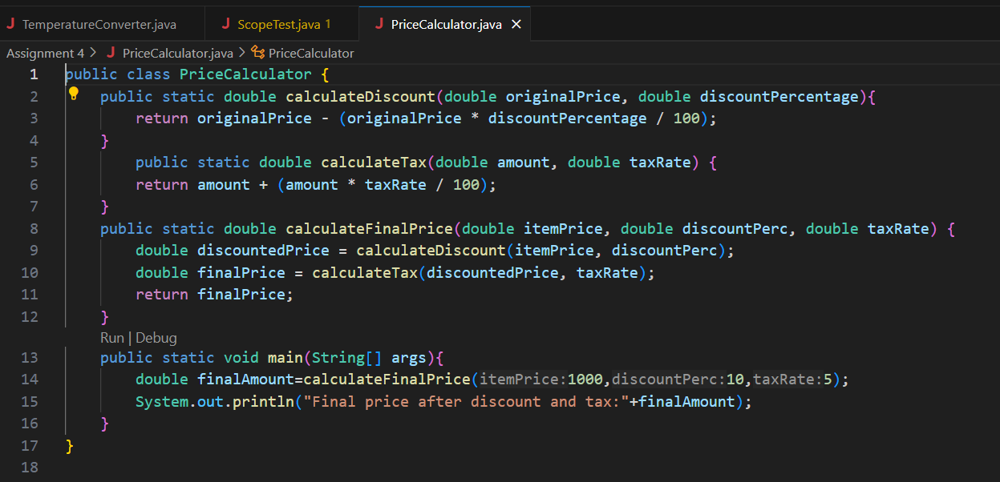 TemperatureConverter.java ScopeTest.java 1 PriceCalculator.java
Assignment 4 > PriceCalculator.java > PriceCalculator
1 public class PriceCalculator {
2     public static double calculateDiscount(double originalPrice, double discountPercentage){
3         return originalPrice - (originalPrice * discountPercentage / 100);
4     }
5         public static double calculateTax(double amount, double taxRate) {
6         return amount + (amount * taxRate / 100);
7     }
8     public static double calculateFinalPrice(double itemPrice, double discountPerc, double taxRate) {
9         double discountedPrice = calculateDiscount(itemPrice, discountPerc);
10         double finalPrice = calculateTax(discountedPrice, taxRate);
11         return finalPrice;
12     }
Run | Debug
13     public static void main(String[] args){
14         double finalAmount=calculateFinalPrice(itemPrice:1000,discountPerc:10,taxRate:5);
15         System.out.println("Final price after discount and tax:"+finalAmount);
16     }
17 }
18